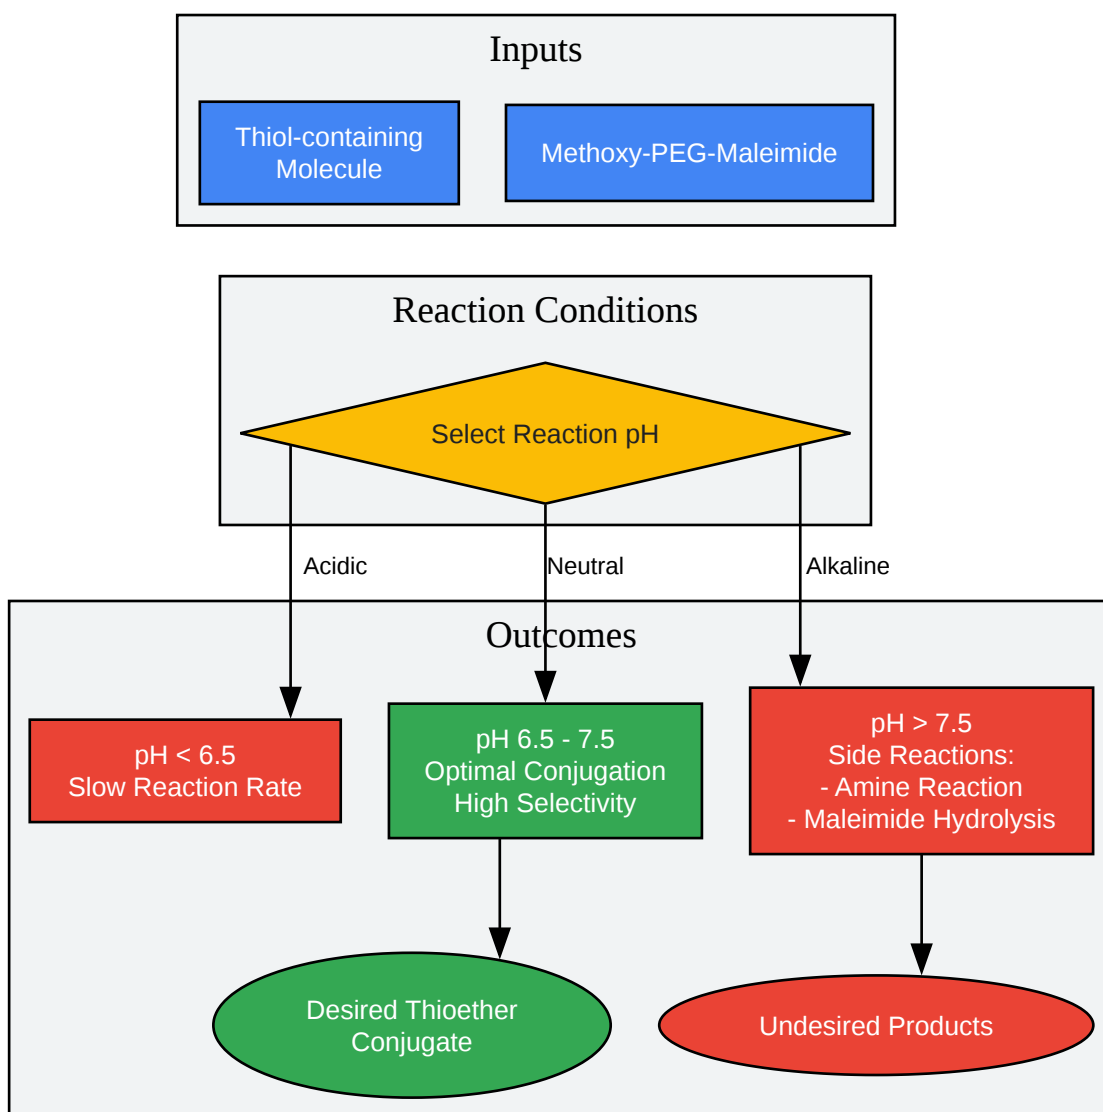 Inputs
Thiol-containing
Molecule
Methoxy-PEG-Maleimide
Reaction Conditions
Select Reaction pH
Acidic
Neutral
Alkaline
Outcomes
pH < 6.5
Slow Reaction Rate
pH 6.5 - 7.5
Optimal Conjugation
High Selectivity
pH > 7.5
Side Reactions:
- Amine Reaction
- Maleimide Hydrolysis
Desired Thioether
Conjugate
Undesired Products